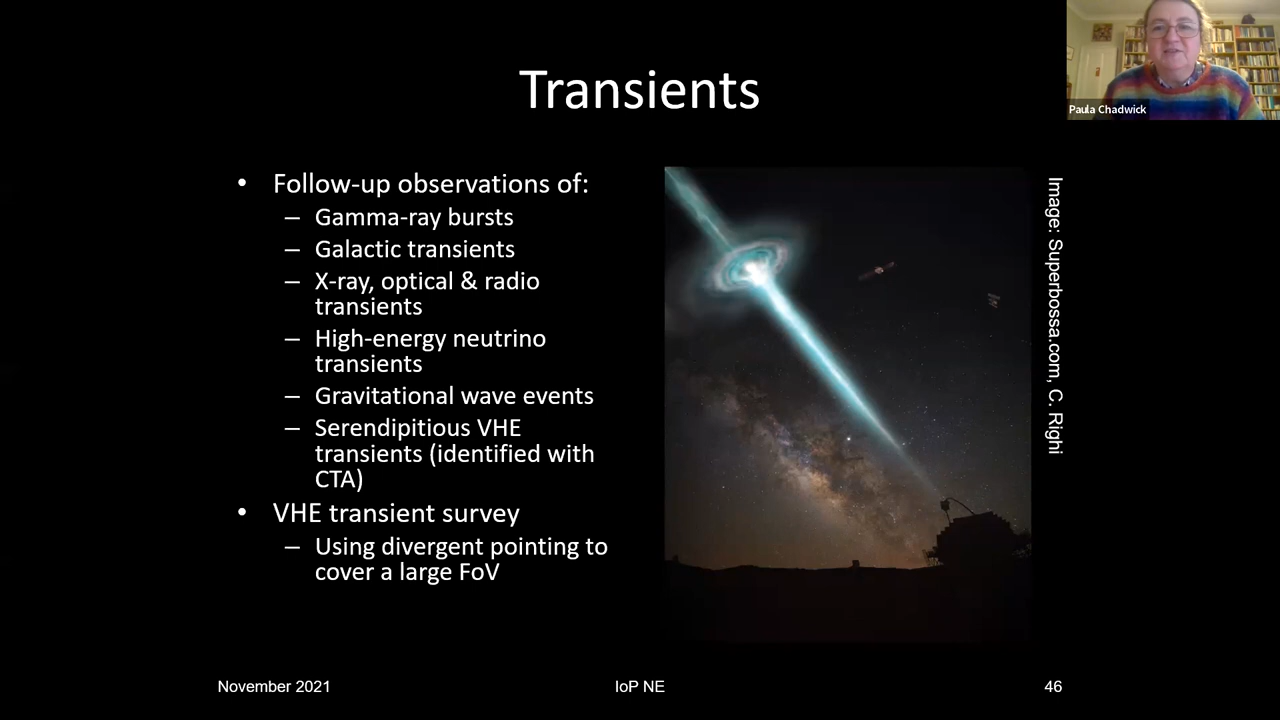 Transients
Paula Chadwick
• Follow-up observations of:
– Gamma-ray bursts
– Galactic transients
– X-ray, optical & radio
transients
– High-energy neutrino
transients
– Gravitational wave events
– Serendipitious VHE
transients (identified with
CTA)
• VHE transient survey
– Using divergent pointing to
cover a large FoV
Image: Superbossa.com, C. Righi
November 2021
IoP NE
46